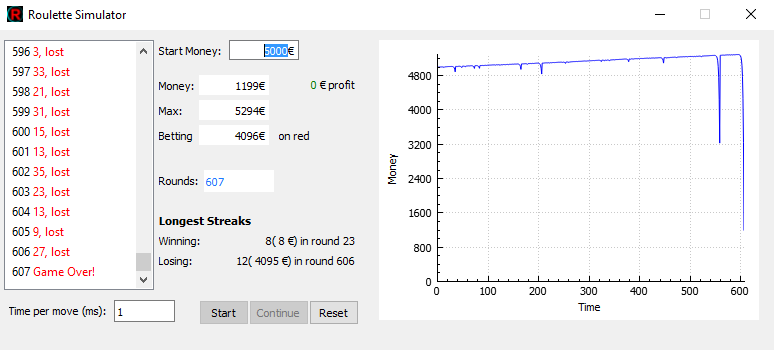 Roulette Simulator
596 3, lost
597 33, lost
598 21, lost
599 31, lost
600 15, lost
601 13, lost
602 35, lost
603 23, lost
604 13, lost
605 9, lost
606 27, lost
607 Game Over!
Start Money: 5000€
Money: 1199€ 0 € profit
Max: 5294€
Betting 4096€ on red
Rounds: 607
Longest Streaks
Winning: 8( 8 €) in round 23
Losing: 12( 4095 €) in round 606
Time per move (ms): 1
Start Continue Reset
Money
4800
4000
3200
2400
1600
800
0
0 100 200 300 400 500 600
Time